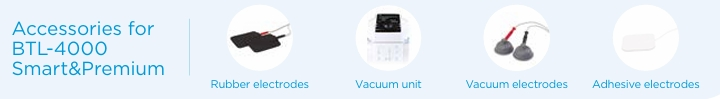 Accessories for
BTL-4000
Smart&Premium
Rubber electrodes
Vacuum unit
Vacuum electrodes
Adhesive electrodes